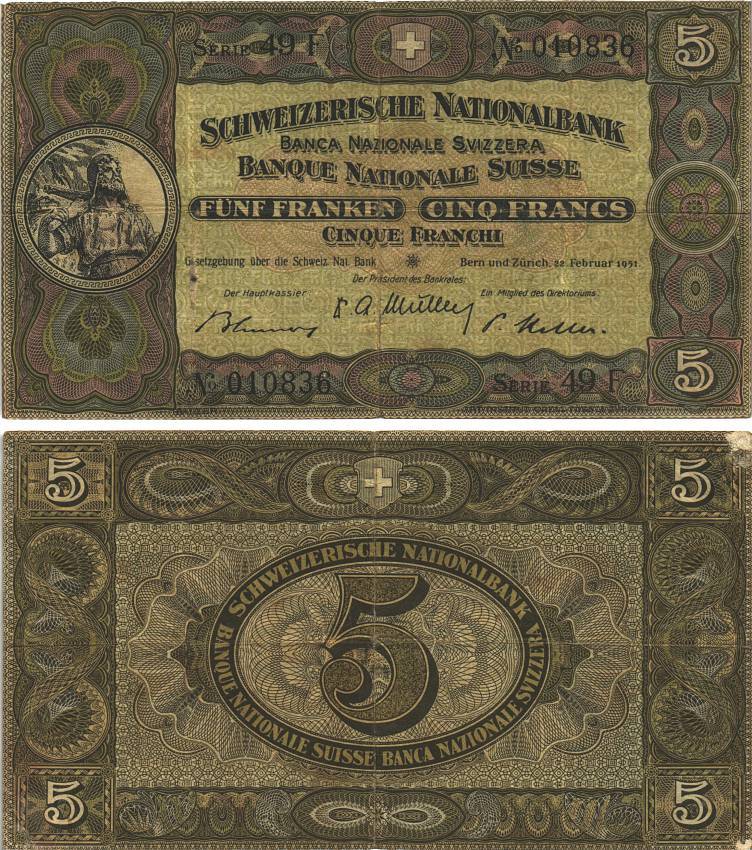 SERIE 49 F
No 010836
5
SCHWEIZERISCHE NATIONALBANK
BANCA NAZIONALE SVIZZERA
BANQUE NATIONALE SUISSE
FÜNF FRANKEN CINQ FRANCS
CINQUE FRANCHI
Gesetzgebung über die Schweiz. Nat. Bank
Bern und Zürich, 22. Februar 1951.
Der Präsident des Bankrates:
Der Hauptkassier:
Ein Mitglied des Direktoriums:
No 010836
SERIE 49 F
5
5
5
SCHWEIZERISCHE NATIONALBANK
5
BANQUE NATIONALE SUISSE BANCA NAZIONALE SVIZZERA
5
5